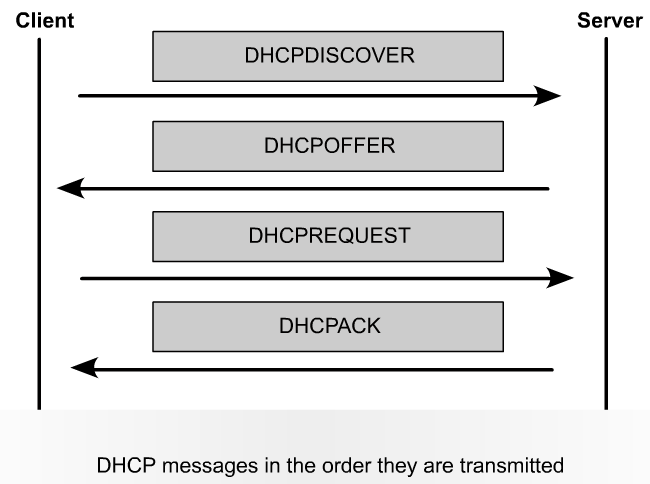 Client
Server
DHCPDISCOVER
DHCPOFFER
DHCPREQUEST
DHCPACK
DHCP messages in the order they are transmitted